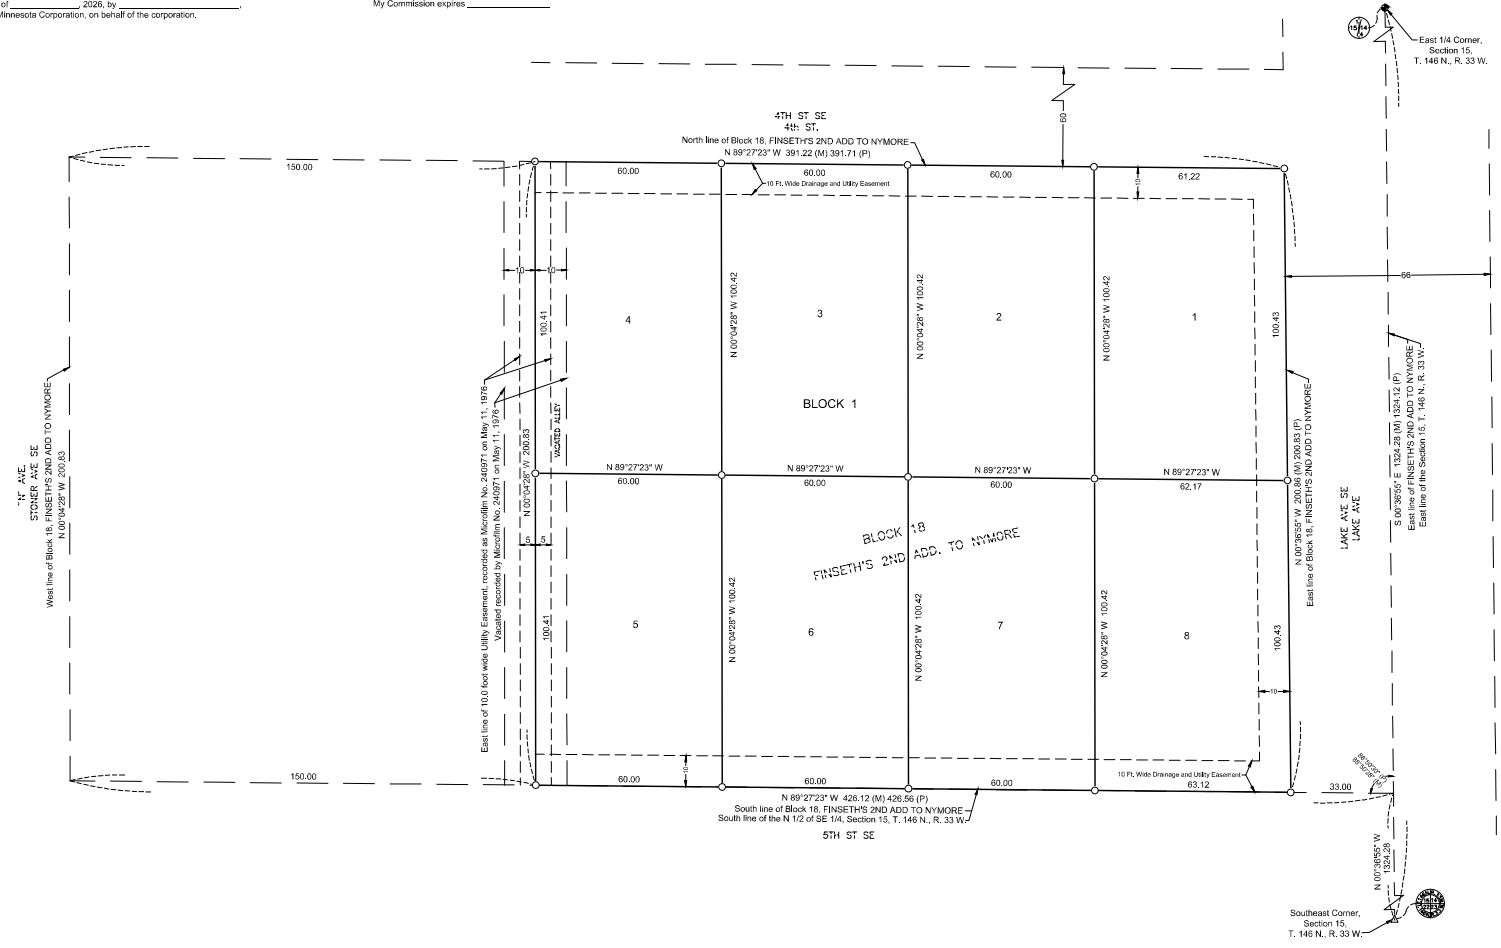 of ____________, 2026, by ____________________,
Minnesota Corporation, on behalf of the corporation.
My Commission expires ______________
15 14
East 1/4 Corner,
Section 15,
T. 146 N., R. 33 W.
60
4TH ST SE
4th ST.
North line of Block 18, FINSETH'S 2ND ADD TO NYMORE
N 89°27'23" W 391.22 (M) 391.71 (P)
150.00
60.00
60.00
60.00
61.22
10 Ft. Wide Drainage and Utility Easement
10
10
10
66
100.41
N 00°04'28" W 100.42
N 00°04'28" W 100.42
N 00°04'28" W 100.42
100.43
4
3
2
1
BLOCK 1
"N" AVE.
STONER AVE SE
West line of Block 18, FINSETH'S 2ND ADD TO NYMORE
N 00°04'28" W 200.83
East line of 10.0 foot wide Utility Easement, recorded as Microfilm No. 240971 on May 11, 1976
Vacated recorded by Microfilm No. 240971 on May 11, 1976
N 00°04'28" W 200.83
VACATED ALLEY
N 89°27'23" W
60.00
N 89°27'23" W
60.00
N 89°27'23" W
60.00
N 89°27'23" W
62.17
N 00°36'55" W 200.86 (M) 200.83 (P)
East line of Block 18, FINSETH'S 2ND ADD TO NYMORE
LAKE AVE SE
LAKE AVE
S 00°36'55" E 1324.28 (M) 1324.12 (P)
East line of FINSETH'S 2ND ADD TO NYMORE
East line of the Section 15, T. 146 N., R. 33 W.
BLOCK 18
FINSETH'S 2ND ADD. TO NYMORE
5
5
100.41
N 00°04'28" W 100.42
N 00°04'28" W 100.42
N 00°04'28" W 100.42
100.43
5
6
7
8
10
10
10 Ft. Wide Drainage and Utility Easement
150.00
60.00
60.00
60.00
63.12
33.00
N 89°27'23" W 426.12 (M) 426.56 (P)
South line of Block 18, FINSETH'S 2ND ADD TO NYMORE
South line of the N 1/2 of SE 1/4, Section 15, T. 146 N., R. 33 W.
5TH ST SE
N 00°36'55" W
1324.28
Southeast Corner,
Section 15,
T. 146 N., R. 33 W.